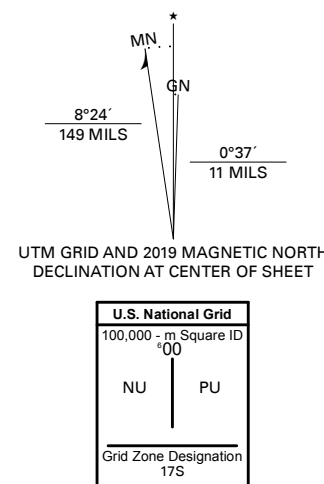 ★
MN
GN
8°24´
149 MILS
0°37´
11 MILS
UTM GRID AND 2019 MAGNETIC NORTH
DECLINATION AT CENTER OF SHEET
U.S. National Grid
100,000 - m Square ID
⁶00
NU PU
Grid Zone Designation
17S